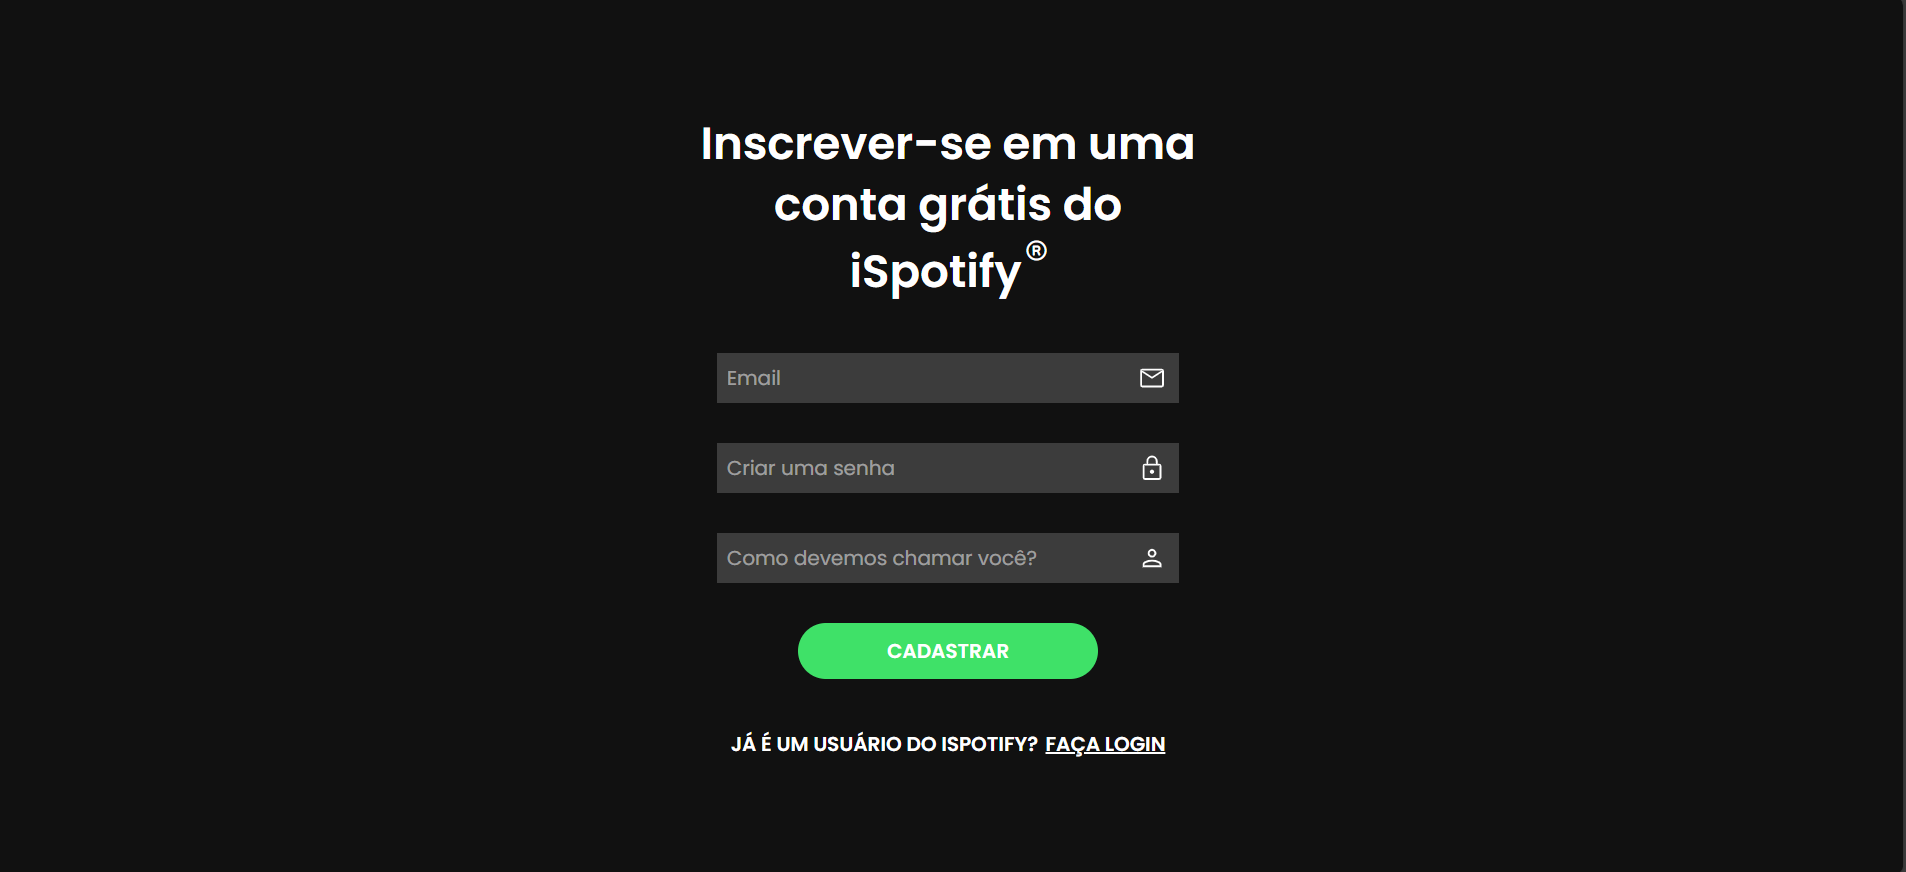 Inscrever-se em uma
conta grátis do
iSpotify®
Email
Criar uma senha
Como devemos chamar você?
CADASTRAR
JÁ É UM USUÁRIO DO ISPOTIFY? FAÇA LOGIN